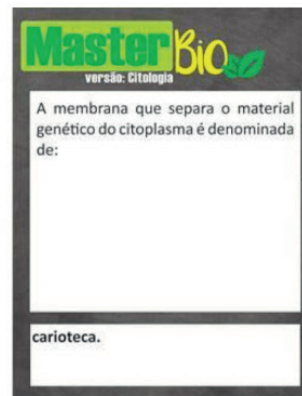 Master Bio
versão: Citologia
A membrana que separa o material
genético do citoplasma é denominada
de:
carioteca.